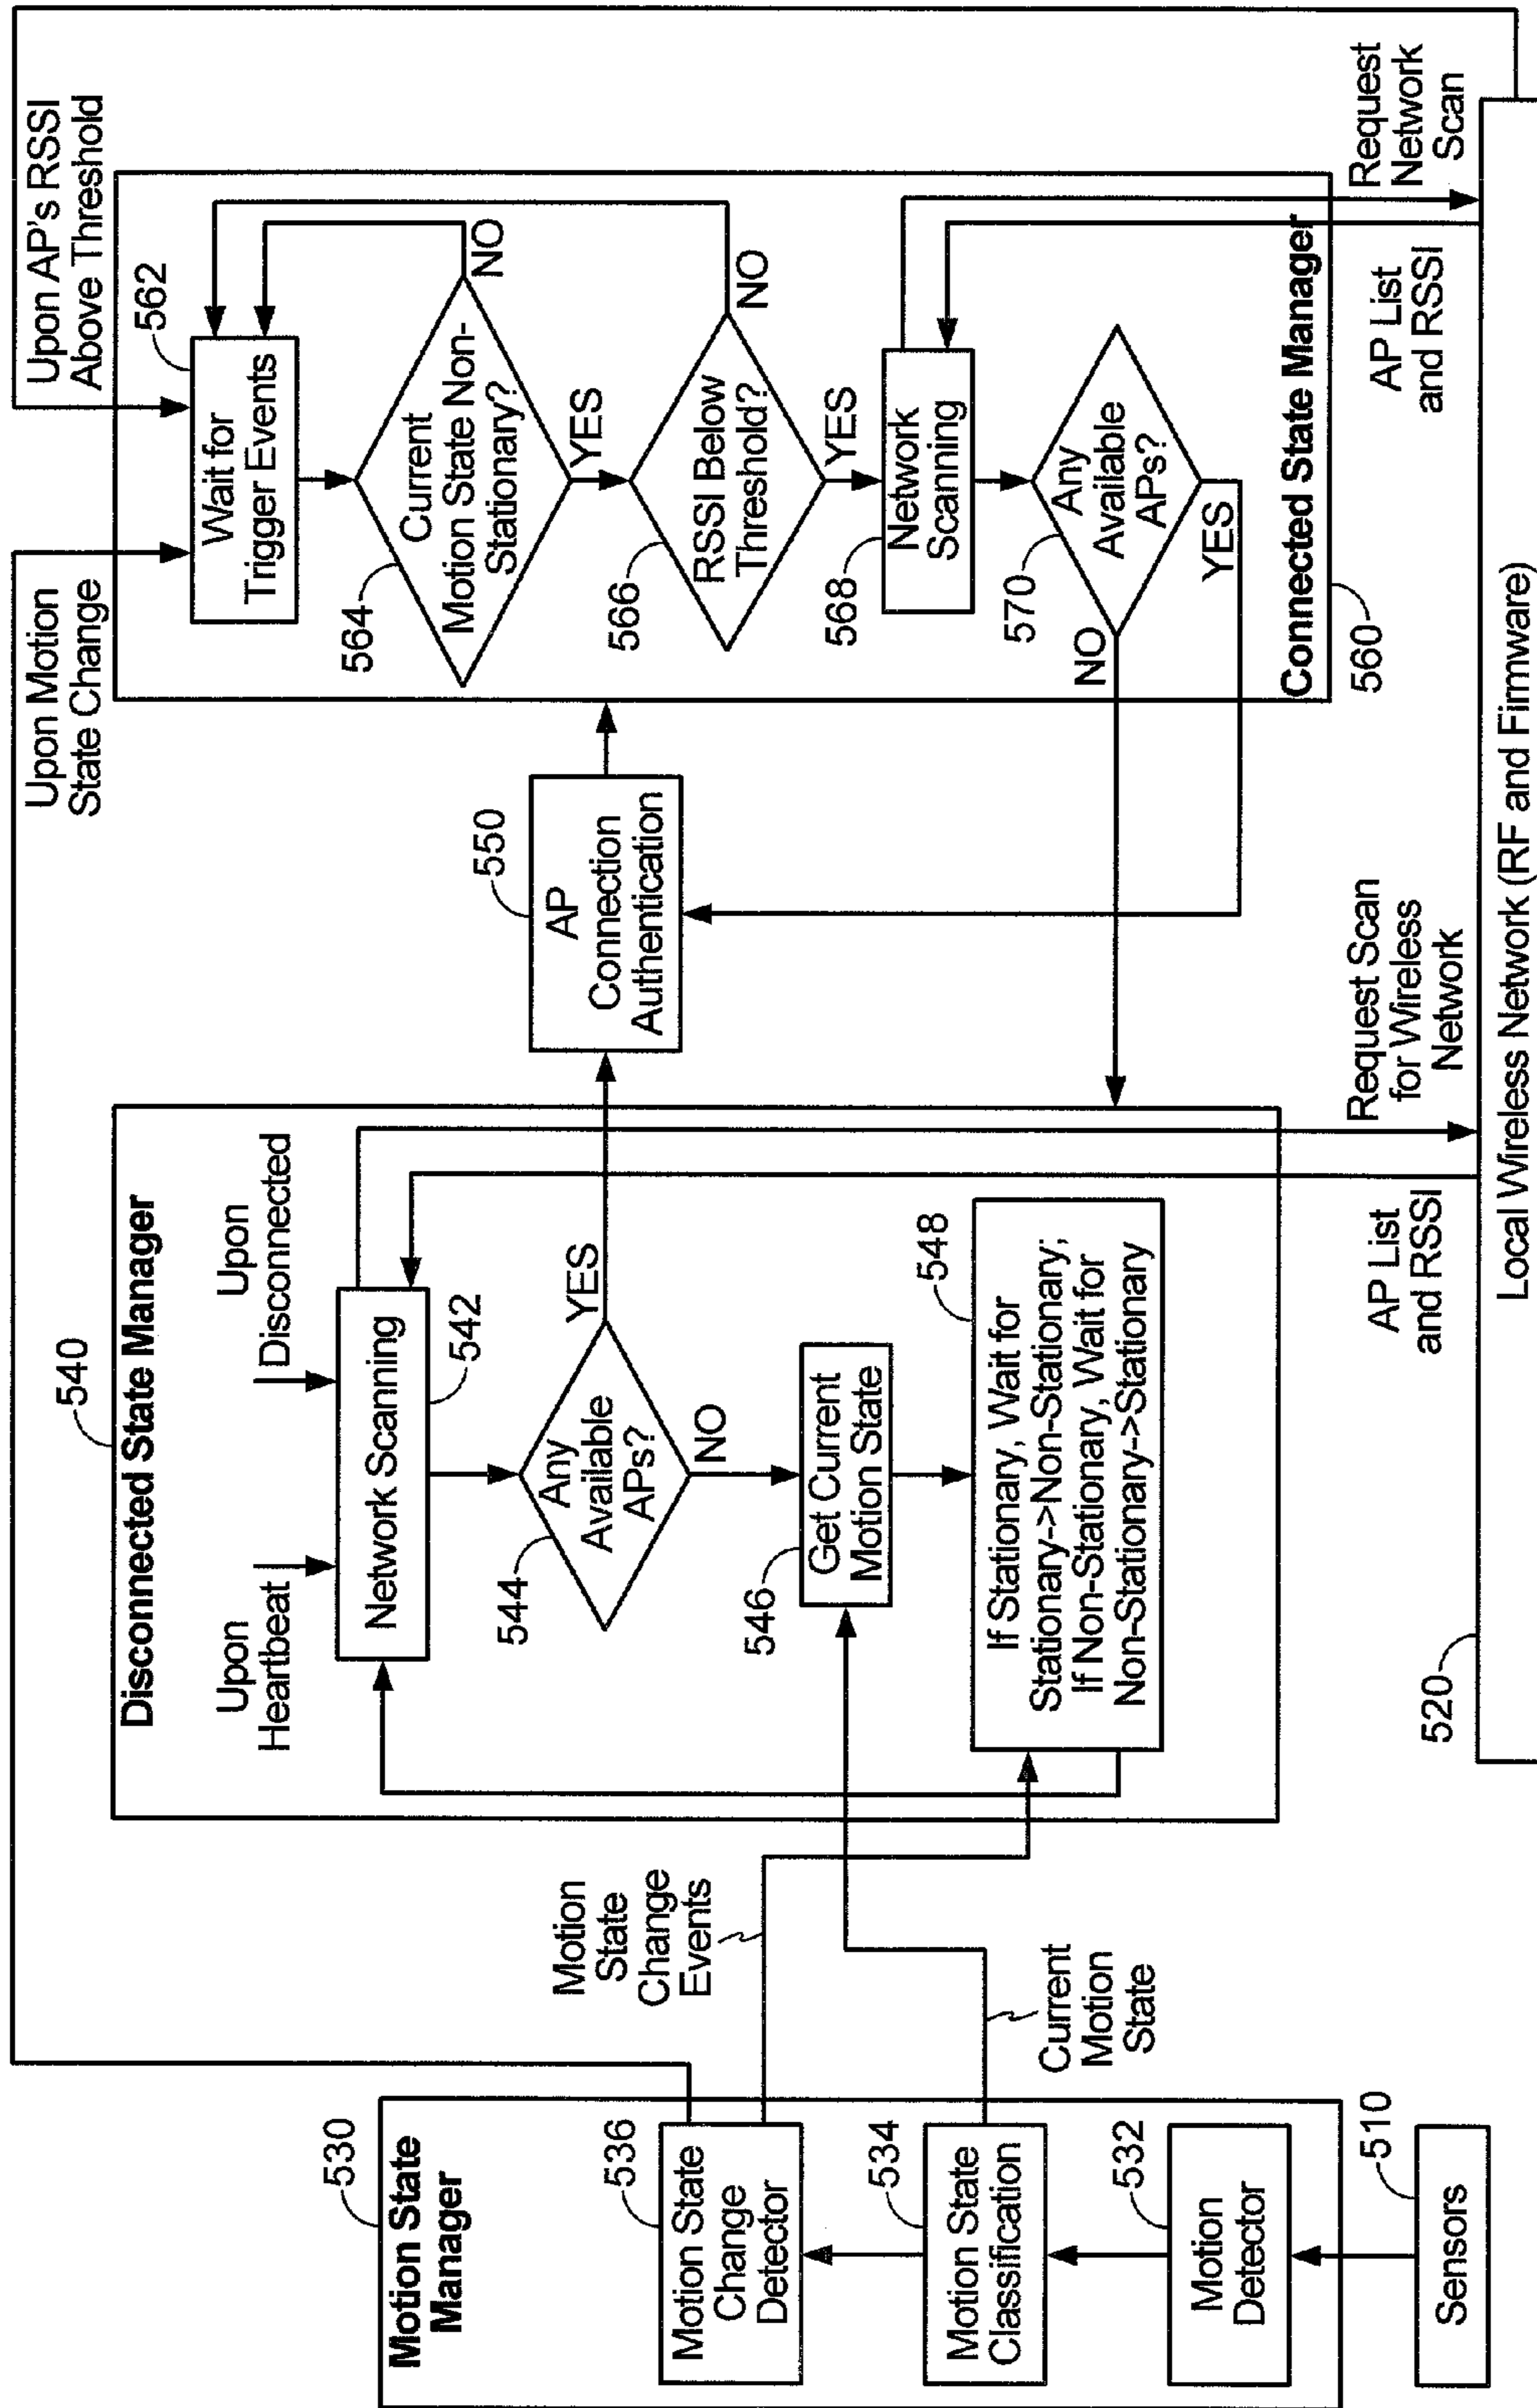 Upon Motion
State Change
Upon AP's RSSI
Above Threshold
530
Motion State
Manager
536
Motion State
Change
Detector
534
Motion State
Classification
532
Motion
Detector
510
Sensors
Motion
State
Change
Events
Current
Motion
State
540
Disconnected State Manager
Upon
Heartbeat
Upon
Disconnected
Network Scanning
542
544
Any
Available
APs?
YES
NO
546
Get Current
Motion State
548
If Stationary, Wait for
Stationary->Non-Stationary;
If Non-Stationary, Wait for
Non-Stationary->Stationary
550
AP
Connection
Authentication
562
Wait for
Trigger Events
564
Current
Motion State Non-
Stationary?
NO
YES
566
RSSI Below
Threshold?
NO
YES
568
Network
Scanning
570
Any
Available
APs?
NO
YES
Connected State Manager
560
AP List
and RSSI
Request Scan
for Wireless
Network
AP List
and RSSI
Request
Network
Scan
520
Local Wireless Network (RF and Firmware)